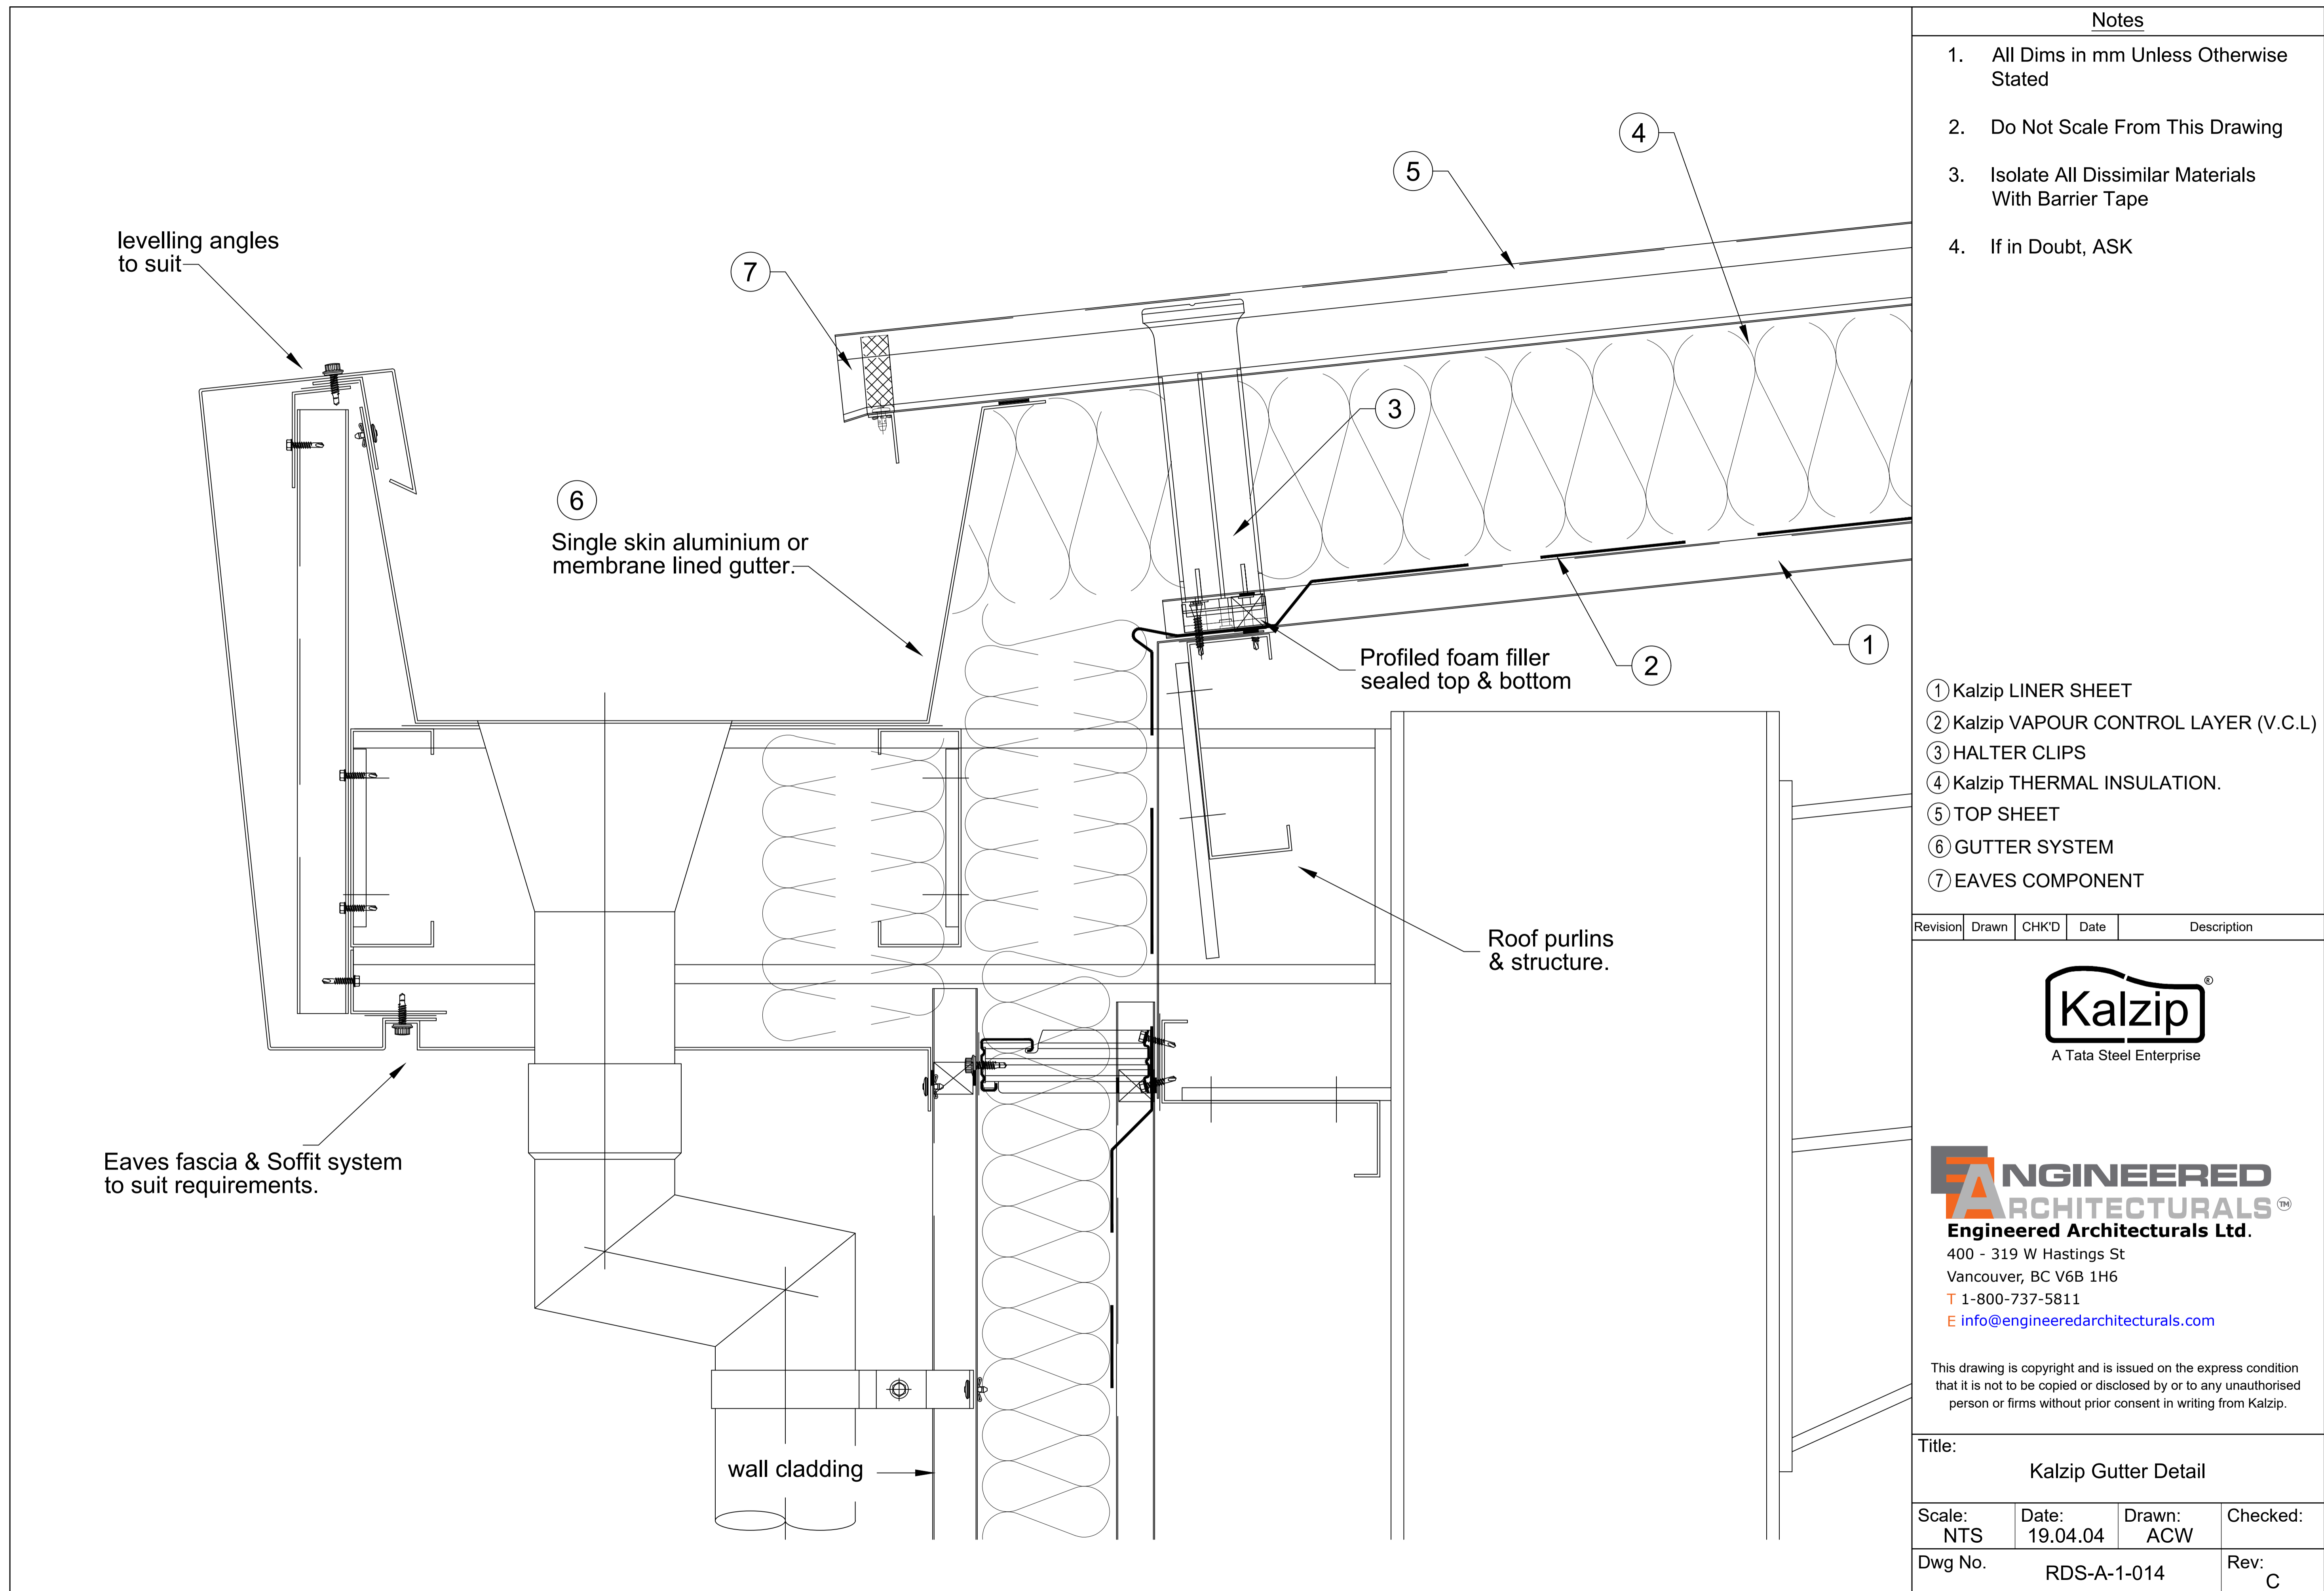 levelling angles
to suit
7
5
4
3
6
Single skin aluminium or
membrane lined gutter.
Profiled foam filler
sealed top & bottom
2
1
Roof purlins
& structure.
Eaves fascia & Soffit system
to suit requirements.
wall cladding
Notes
1. All Dims in mm Unless Otherwise
Stated
2. Do Not Scale From This Drawing
3. Isolate All Dissimilar Materials
With Barrier Tape
4. If in Doubt, ASK
1 Kalzip LINER SHEET
2 Kalzip VAPOUR CONTROL LAYER (V.C.L)
3 HALTER CLIPS
4 Kalzip THERMAL INSULATION.
5 TOP SHEET
6 GUTTER SYSTEM
7 EAVES COMPONENT
Revision Drawn CHK'D Date Description
Kalzip ®
A Tata Steel Enterprise
ENGINEERED
ARCHITECTURALS ™
Engineered Architecturals Ltd.
400 - 319 W Hastings St
Vancouver, BC V6B 1H6
T 1-800-737-5811
E info@engineeredarchitecturals.com
This drawing is copyright and is issued on the express condition
that it is not to be copied or disclosed by or to any unauthorised
person or firms without prior consent in writing from Kalzip.
Title:
Kalzip Gutter Detail
Scale: Date: Drawn: Checked:
NTS 19.04.04 ACW
Dwg No. RDS-A-1-014 Rev:
C